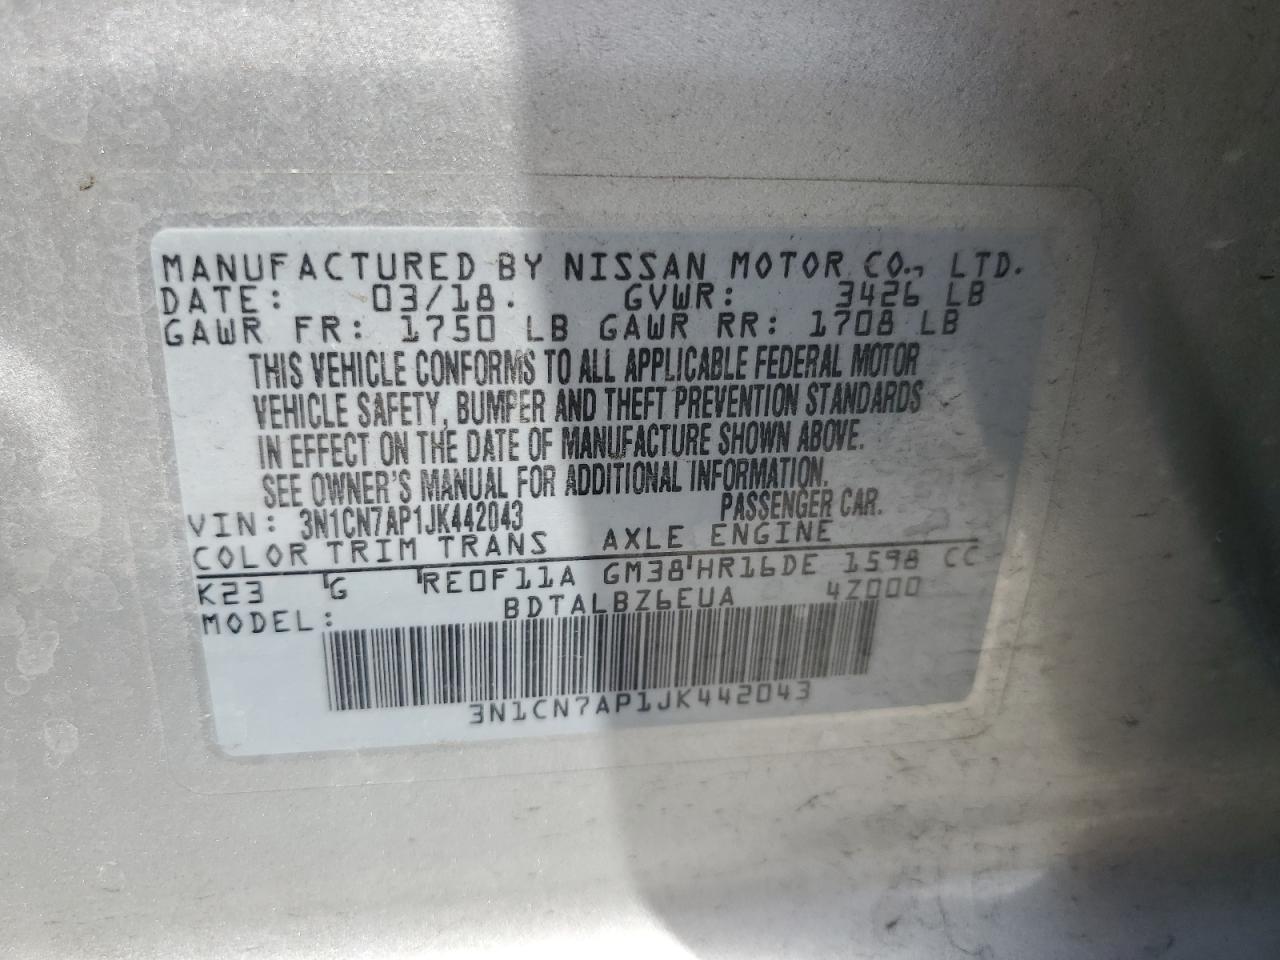 MANUFACTURED BY NISSAN MOTOR CO., LTD.
DATE: 03/18. GVWR: 3426 LB
GAWR FR: 1750 LB GAWR RR: 1708 LB
THIS VEHICLE CONFORMS TO ALL APPLICABLE FEDERAL MOTOR
VEHICLE SAFETY, BUMPER AND THEFT PREVENTION STANDARDS
IN EFFECT ON THE DATE OF MANUFACTURE SHOWN ABOVE.
SEE OWNER'S MANUAL FOR ADDITIONAL INFORMATION.
VIN: 3N1CN7AP1JK442043 PASSENGER CAR.
COLOR TRIM TRANS AXLE ENGINE
K23 G RE0F11A GM38 HR16DE 1598 CC
MODEL: BDTALBZ6EUA 4Z000
3N1CN7AP1JK442043